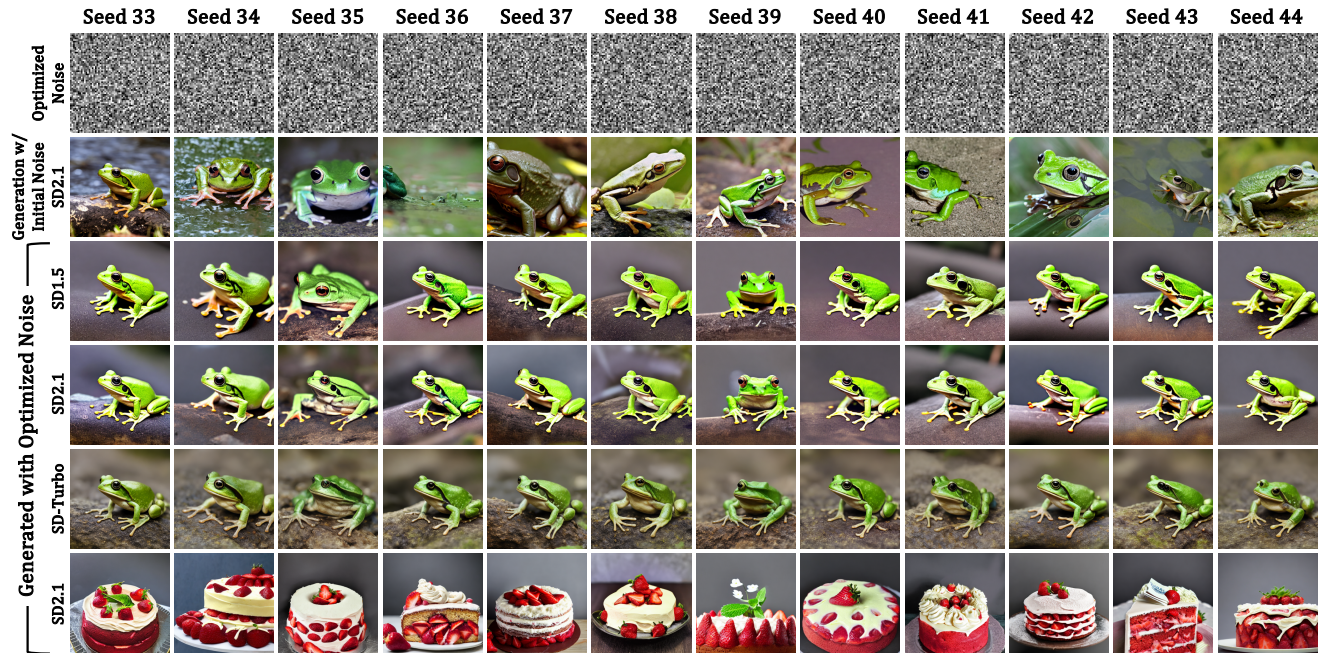 Seed 33 Seed 34 Seed 35 Seed 36 Seed 37 Seed 38 Seed 39 Seed 40 Seed 41 Seed 42 Seed 43 Seed 44
Optimized
Noise
Generation w/
Initial Noise
SD2.1
Generated with Optimized Noise
SD1.5
SD2.1
SD-Turbo
SD2.1